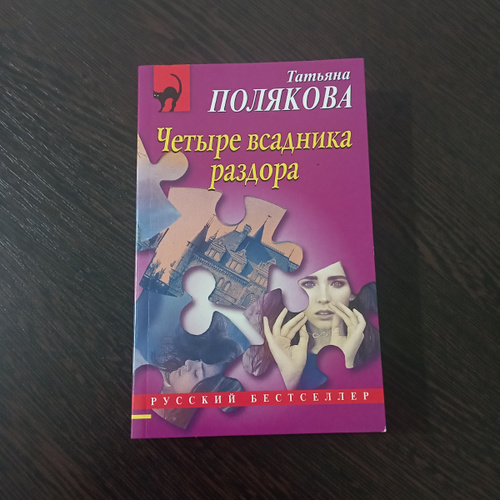 Татьяна
ПОЛЯКОВА
Четыре всадника
раздора
РУССКИЙ БЕСТСЕЛЛЕР